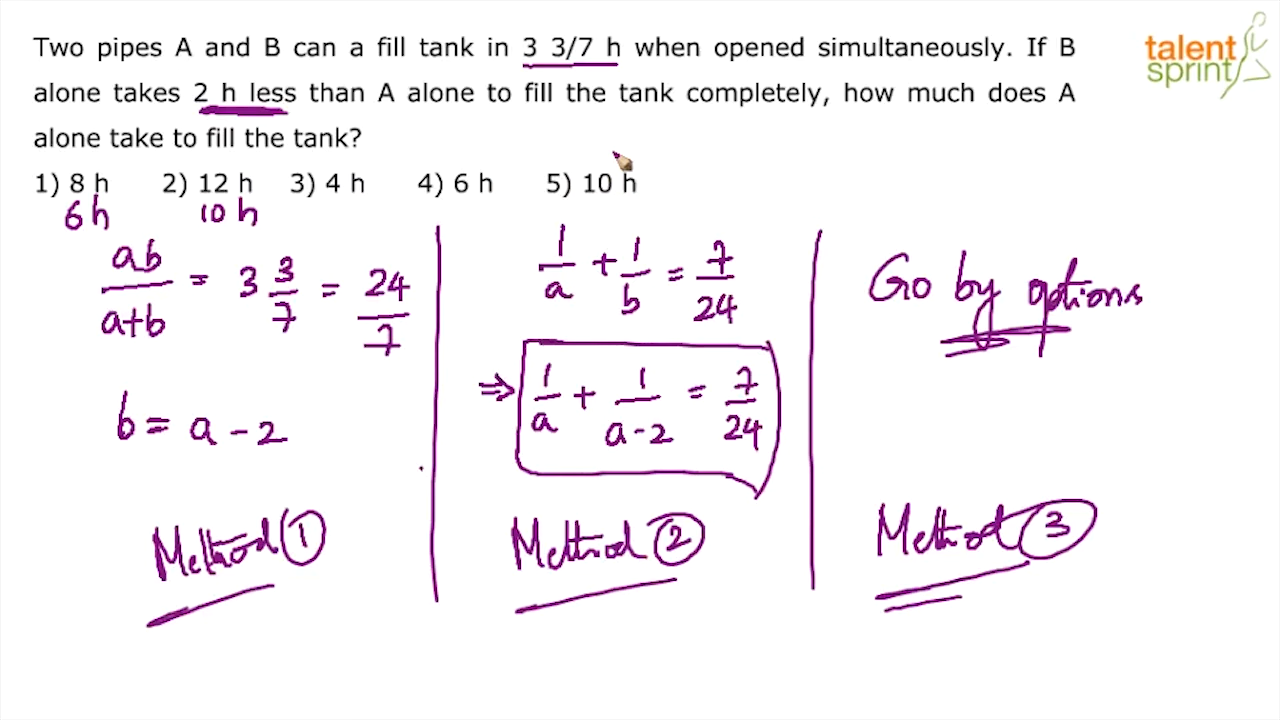 Two pipes A and B can a fill tank in 3 3/7 h when opened simultaneously. If B
alone takes 2 h less than A alone to fill the tank completely, how much does A
alone take to fill the tank?
talent
sprint
1) 8 h 2) 12 h 3) 4 h 4) 6 h 5) 10 h
6h 10h
ab/a+b = 3 3/7 = 24/7
b = a - 2
Method 1
1/a + 1/b = 7/24
⇒ 1/a + 1/a-2 = 7/24
Method 2
Go by options
Method 3